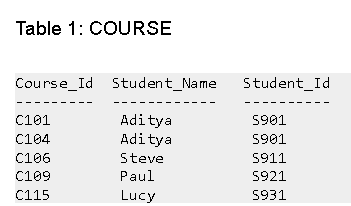 Table 1: COURSE
Course_Id  Student_Name   Student_Id
---------  ------------   ----------
C101        Aditya          S901
C104        Aditya          S901
C106        Steve           S911
C109        Paul            S921
C115        Lucy            S931